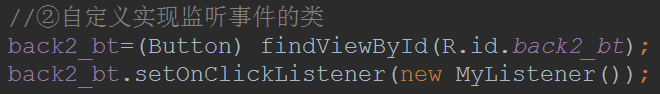 //②自定义实现监听事件的类
back2_bt=(Button) findViewById(R.id.back2_bt);
back2_bt.setOnClickListener(new MyListener());